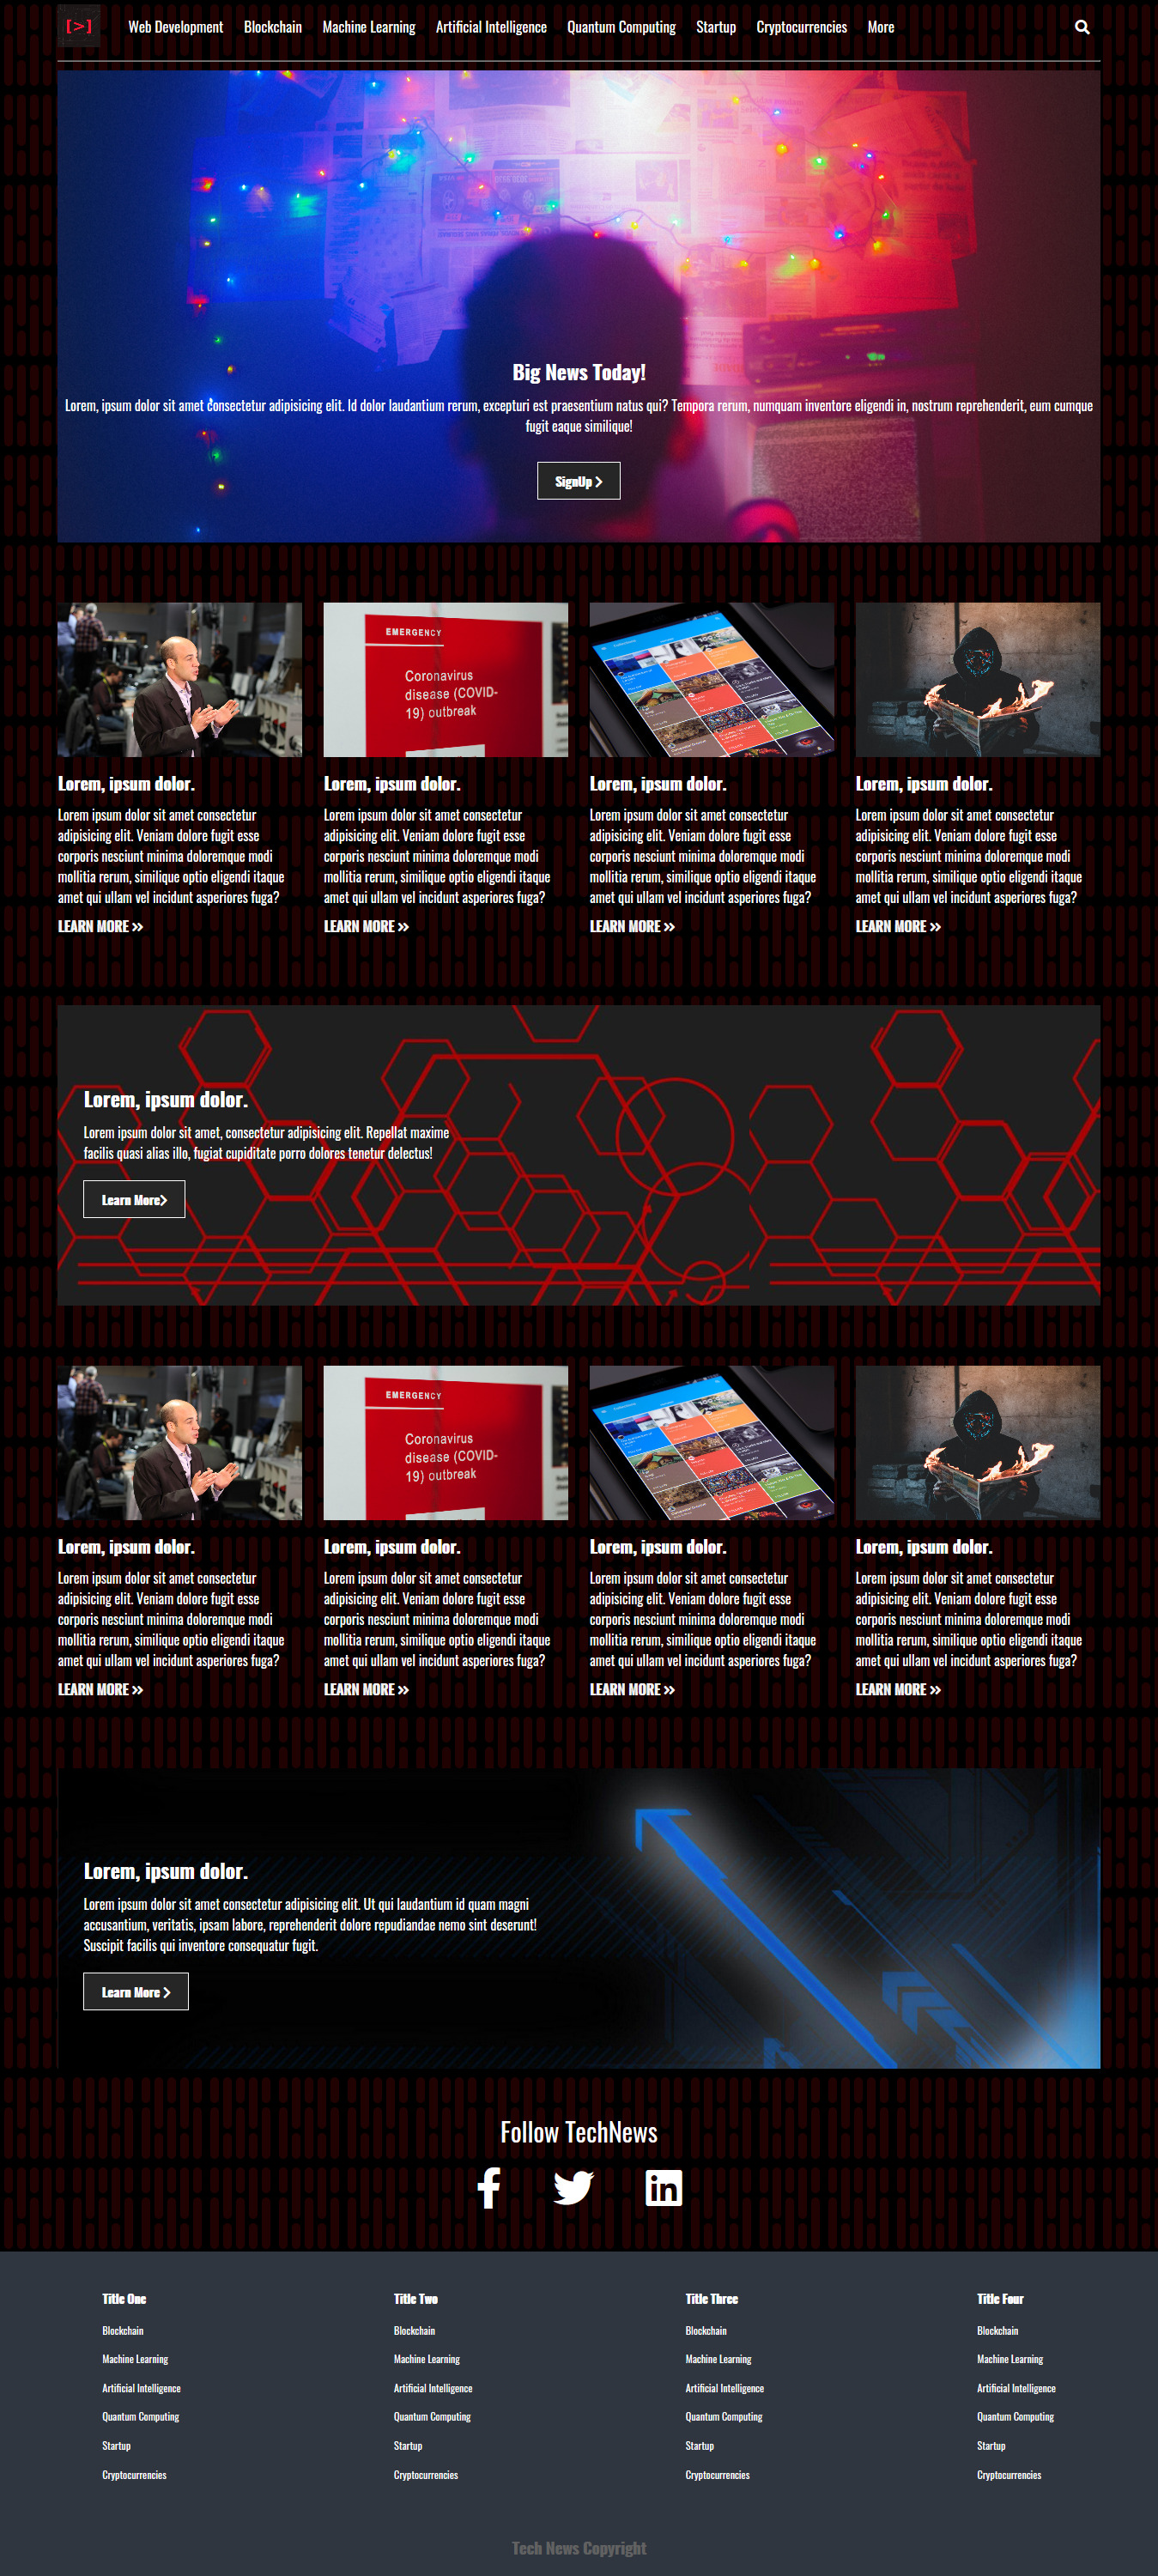 [>]
Web Development Blockchain Machine Learning Artificial Intelligence Quantum Computing Startup Cryptocurrencies More
Big News Today!
Lorem, ipsum dolor sit amet consectetur adipisicing elit. Id dolor laudantium rerum, excepturi est praesentium natus qui? Tempora rerum, numquam inventore eligendi in, nostrum reprehenderit, eum cumque
fugit eaque similique!
SignUp
EMERGENCY
Coronavirus
disease (COVID-
19) outbreak
Lorem, ipsum dolor.
Lorem ipsum dolor sit amet consectetur
adipisicing elit. Veniam dolore fugit esse
corporis nesciunt minima doloremque modi
mollitia rerum, similique optio eligendi itaque
amet qui ullam vel incidunt asperiores fuga?
LEARN MORE
Lorem, ipsum dolor.
Lorem ipsum dolor sit amet consectetur
adipisicing elit. Veniam dolore fugit esse
corporis nesciunt minima doloremque modi
mollitia rerum, similique optio eligendi itaque
amet qui ullam vel incidunt asperiores fuga?
LEARN MORE
Lorem, ipsum dolor.
Lorem ipsum dolor sit amet consectetur
adipisicing elit. Veniam dolore fugit esse
corporis nesciunt minima doloremque modi
mollitia rerum, similique optio eligendi itaque
amet qui ullam vel incidunt asperiores fuga?
LEARN MORE
Lorem, ipsum dolor.
Lorem ipsum dolor sit amet consectetur
adipisicing elit. Veniam dolore fugit esse
corporis nesciunt minima doloremque modi
mollitia rerum, similique optio eligendi itaque
amet qui ullam vel incidunt asperiores fuga?
LEARN MORE
Lorem, ipsum dolor.
Lorem ipsum dolor sit amet, consectetur adipisicing elit. Repellat maxime
facilis quasi alias illo, fugiat cupiditate porro dolores tenetur delectus!
Learn More
EMERGENCY
Coronavirus
disease (COVID-
19) outbreak
Lorem, ipsum dolor.
Lorem ipsum dolor sit amet consectetur
adipisicing elit. Veniam dolore fugit esse
corporis nesciunt minima doloremque modi
mollitia rerum, similique optio eligendi itaque
amet qui ullam vel incidunt asperiores fuga?
LEARN MORE
Lorem, ipsum dolor.
Lorem ipsum dolor sit amet consectetur
adipisicing elit. Veniam dolore fugit esse
corporis nesciunt minima doloremque modi
mollitia rerum, similique optio eligendi itaque
amet qui ullam vel incidunt asperiores fuga?
LEARN MORE
Lorem, ipsum dolor.
Lorem ipsum dolor sit amet consectetur
adipisicing elit. Veniam dolore fugit esse
corporis nesciunt minima doloremque modi
mollitia rerum, similique optio eligendi itaque
amet qui ullam vel incidunt asperiores fuga?
LEARN MORE
Lorem, ipsum dolor.
Lorem ipsum dolor sit amet consectetur
adipisicing elit. Veniam dolore fugit esse
corporis nesciunt minima doloremque modi
mollitia rerum, similique optio eligendi itaque
amet qui ullam vel incidunt asperiores fuga?
LEARN MORE
Lorem, ipsum dolor.
Lorem ipsum dolor sit amet consectetur adipisicing elit. Ut qui laudantium id quam magni
accusantium, veritatis, ipsam labore, reprehenderit dolore repudiandae nemo sint deserunt!
Suscipit facilis qui inventore consequatur fugit.
Learn More
Follow TechNews
Title One
Blockchain
Machine Learning
Artificial Intelligence
Quantum Computing
Startup
Cryptocurrencies
Title Two
Blockchain
Machine Learning
Artificial Intelligence
Quantum Computing
Startup
Cryptocurrencies
Title Three
Blockchain
Machine Learning
Artificial Intelligence
Quantum Computing
Startup
Cryptocurrencies
Title Four
Blockchain
Machine Learning
Artificial Intelligence
Quantum Computing
Startup
Cryptocurrencies
Tech News Copyright